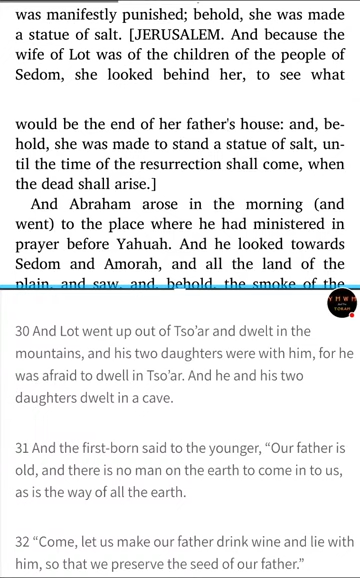 was manifestly punished; behold, she was made
a statue of salt. [JERUSALEM. And because the
wife of Lot was of the children of the people of
Sedom, she looked behind her, to see what
would be the end of her father's house: and, be-
hold, she was made to stand a statue of salt, un-
til the time of the resurrection shall come, when
the dead shall arise.]
And Abraham arose in the morning (and
went) to the place where he had ministered in
prayer before Yahuah. And he looked towards
Sedom and Amorah, and all the land of the
plain, and saw, and, behold, the smoke of the
30 And Lot went up out of Tso’ar and dwelt in the
mountains, and his two daughters were with him, for he
was afraid to dwell in Tso’ar. And he and his two
daughters dwelt in a cave.
31 And the first-born said to the younger, “Our father is
old, and there is no man on the earth to come in to us,
as is the way of all the earth.
32 “Come, let us make our father drink wine and lie with
him, so that we preserve the seed of our father.”